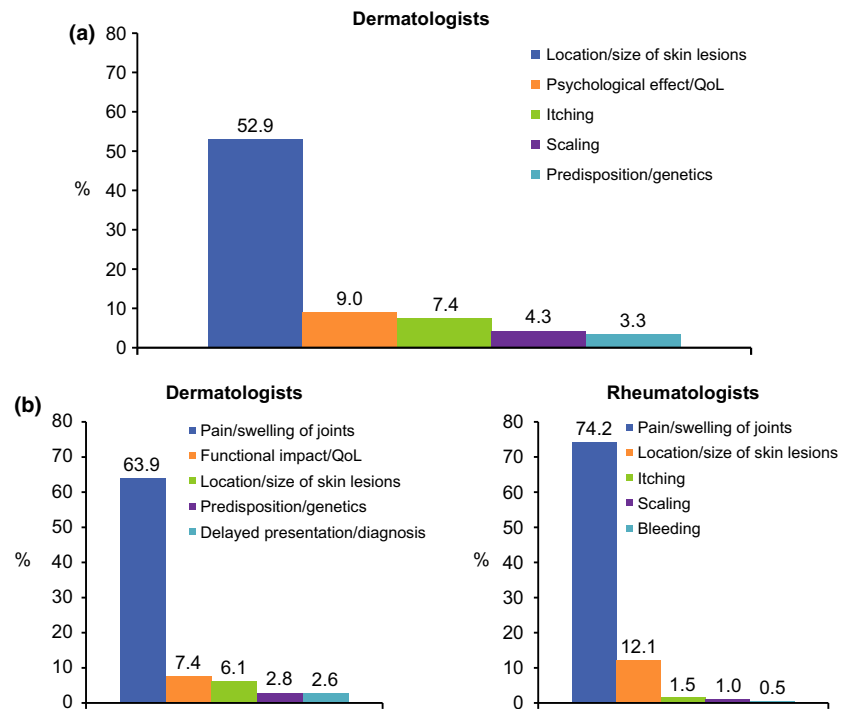 (a)
Dermatologists
80
70
60
50
40
30
20
10
0
%
52.9
9.0
7.4
4.3
3.3
Location/size of skin lesions
Psychological effect/QoL
Itching
Scaling
Predisposition/genetics
(b)
Dermatologists
80
70
60
50
40
30
20
10
0
%
63.9
7.4
6.1
2.8
2.6
Pain/swelling of joints
Functional impact/QoL
Location/size of skin lesions
Predisposition/genetics
Delayed presentation/diagnosis
Rheumatologists
80
70
60
50
40
30
20
10
0
%
74.2
12.1
1.5
1.0
0.5
Pain/swelling of joints
Location/size of skin lesions
Itching
Scaling
Bleeding